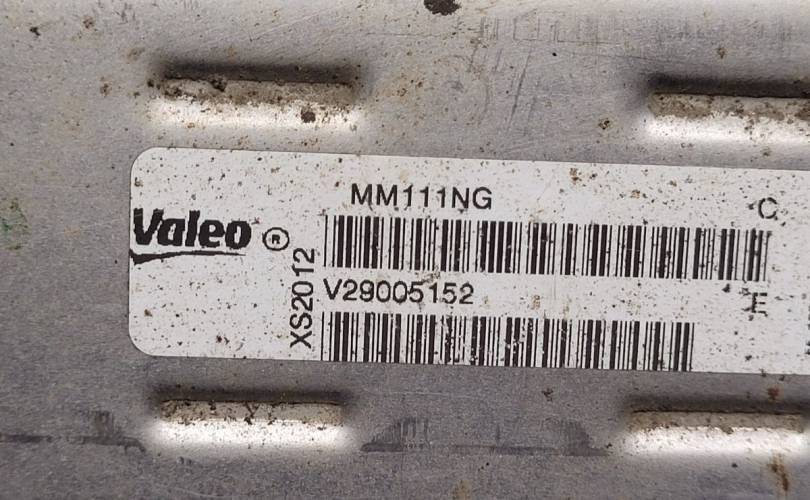 MM111NG
C
Valeo ®
XS2012
V29005152
E